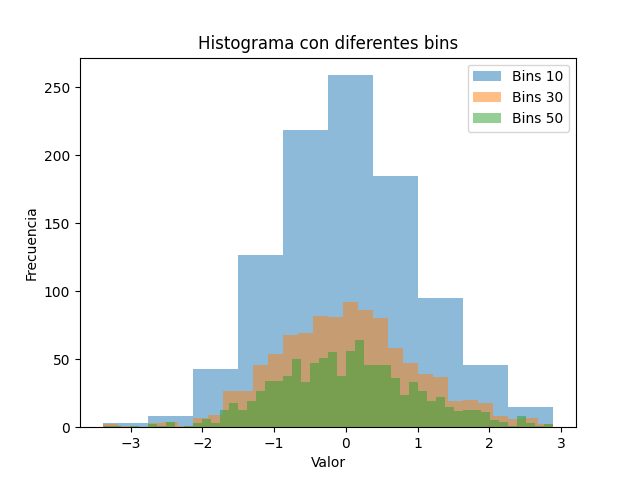 Histograma con diferentes bins
Bins 10
Bins 30
Bins 50
Frecuencia
250
200
150
100
50
0
−3
−2
−1
0
1
2
3
Valor